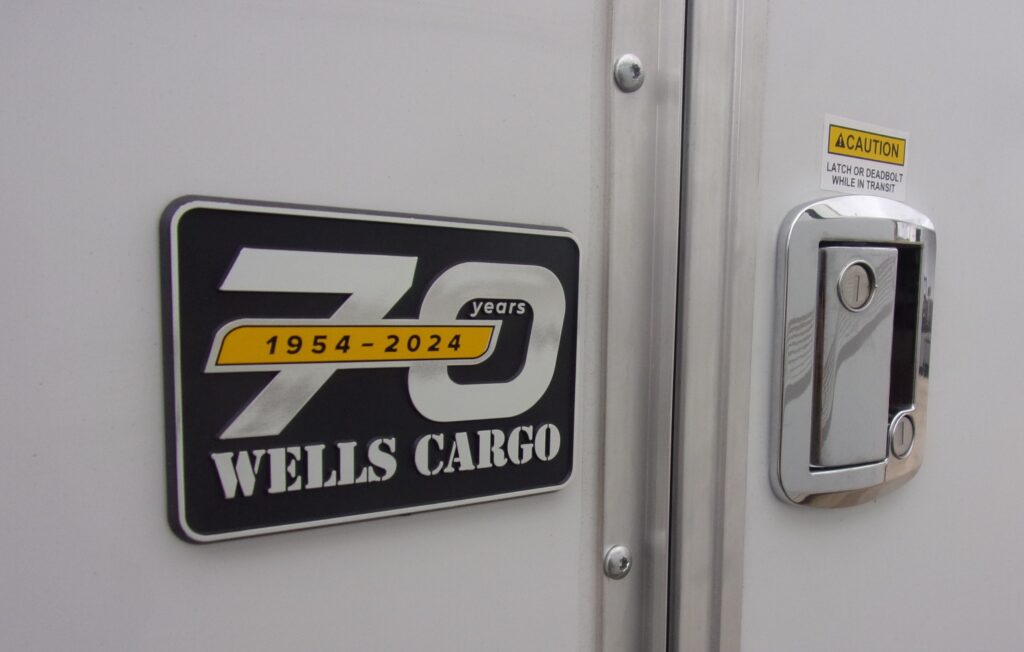 70
years
1954-2024
WELLS CARGO
⚠CAUTION
LATCH OR DEADBOLT
WHILE IN TRANSIT